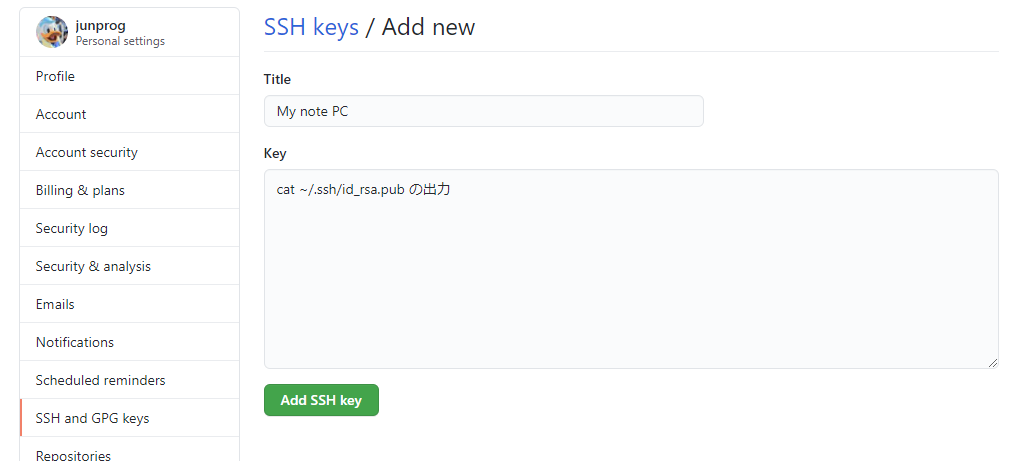 junprog
Personal settings
Profile
Account
Account security
Billing & plans
Security log
Security & analysis
Emails
Notifications
Scheduled reminders
SSH and GPG keys
Repositories
SSH keys / Add new
Title
My note PC
Key
cat ~/.ssh/id_rsa.pub の出力
Add SSH key